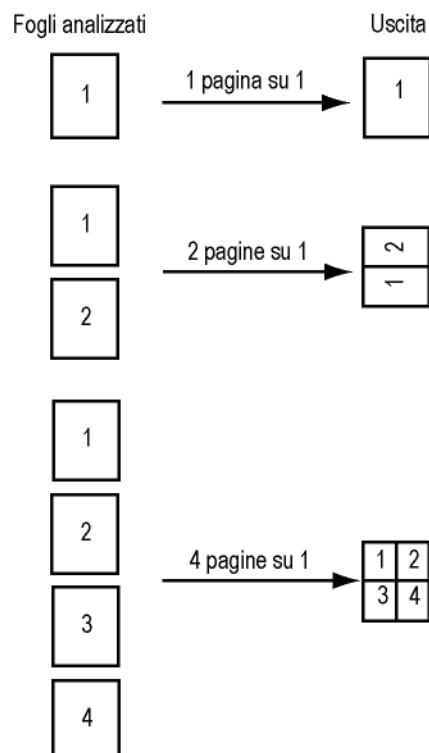 Fogli analizzati Uscita
1 1 pagina su 1 1
1
2 pagine su 1 2
1
2
1
2
4 pagine su 1 1 2
3 4
3
4